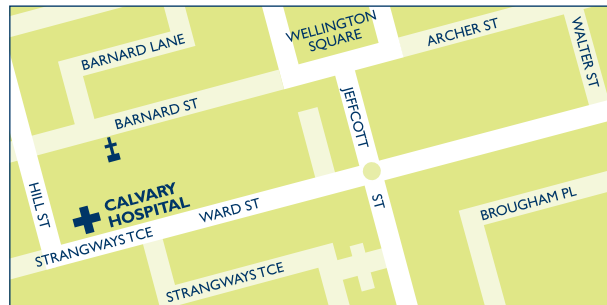 WELLINGTON
SQUARE
BARNARD LANE
ARCHER ST
WALTER ST
BARNARD ST
JEFFCOTT
ST
HILL ST
CALVARY
HOSPITAL
WARD ST
BROUGHAM PL
STRANGWAYS TCE
STRANGWAYS TCE